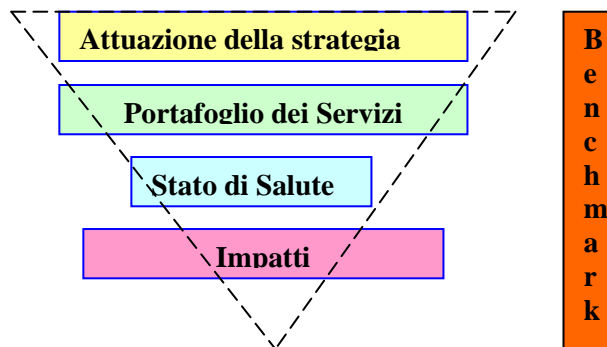 Attuazione della strategia
Portafoglio dei Servizi
Stato di Salute
Impatti
B
e
n
c
h
m
a
r
k